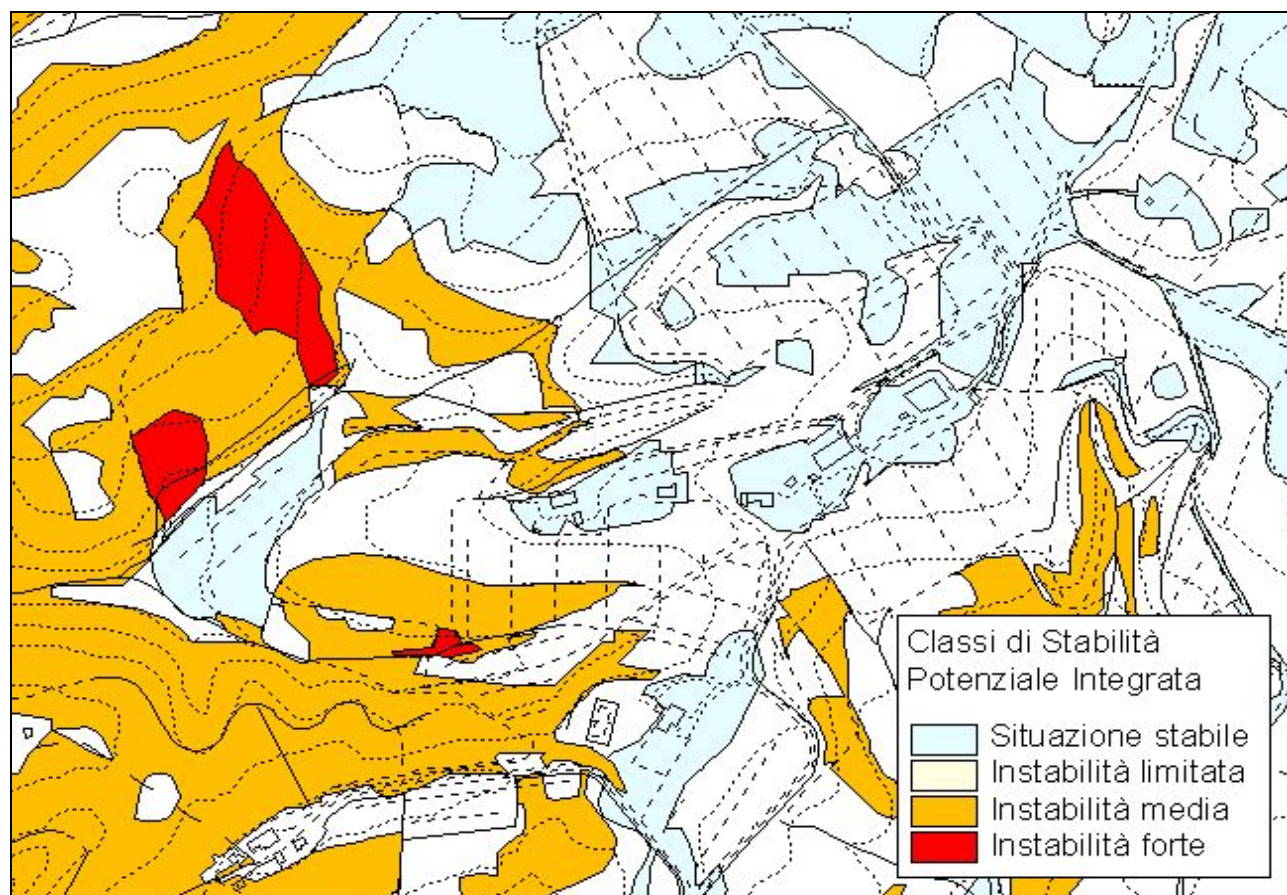 Classi di Stabilità
Potenziale Integrata
Situazione stabile
Instabilità limitata
Instabilità media
Instabilità forte